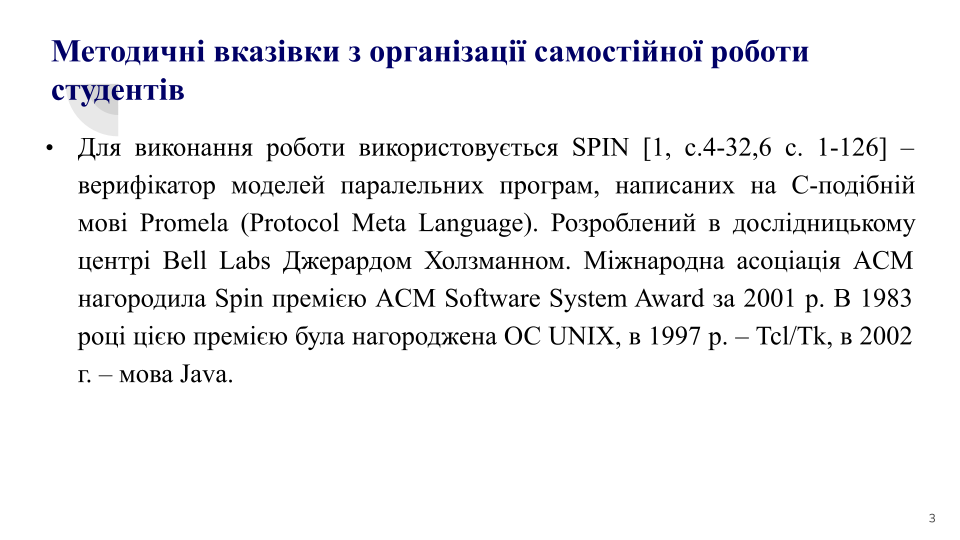 Методичні вказівки з організації самостійної роботи
студентів
• Для виконання роботи використовується SPIN [1, с.4-32,6 с. 1-126] –
верифікатор моделей паралельних програм, написаних на С-подібній
мові Promela (Protocol Meta Language). Розроблений в дослідницькому
центрі Bell Labs Джерардом Холзманном. Міжнародна асоціація ACM
нагородила Spin премією ACM Software System Award за 2001 р. В 1983
році цією премією була нагороджена ОС UNIX, в 1997 р. – Tcl/Tk, в 2002
г. – мова Java.
3